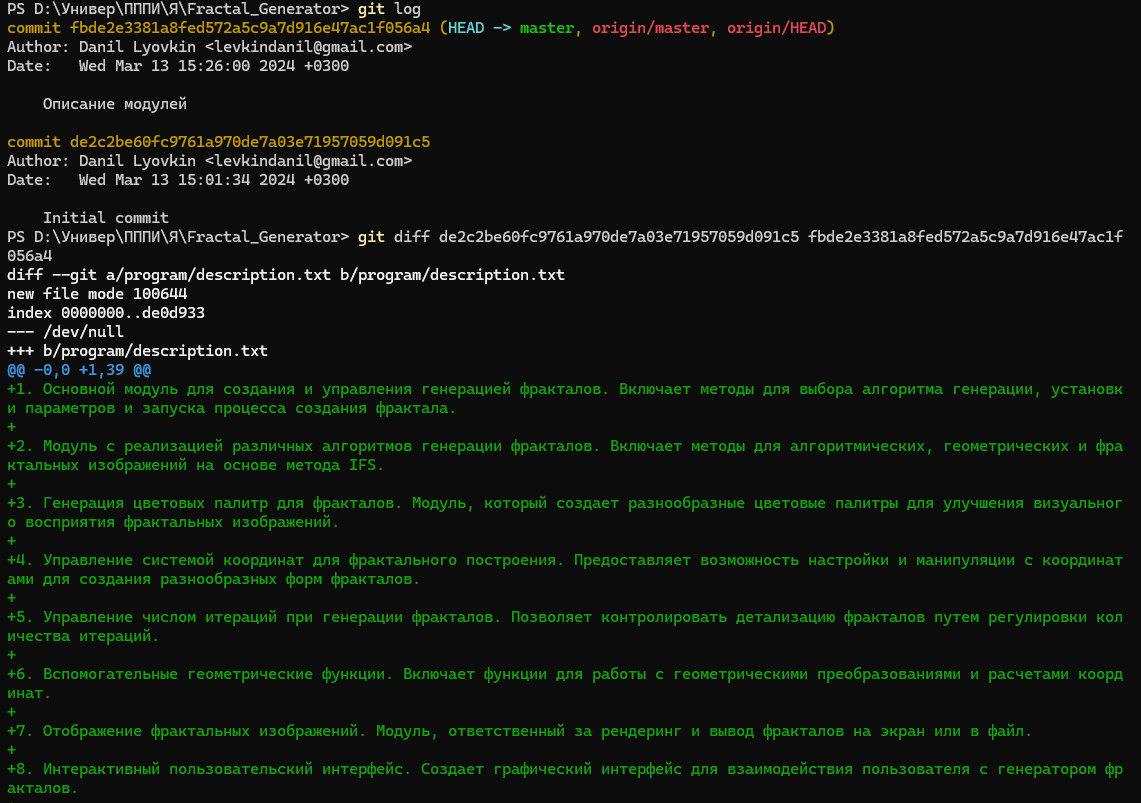 PS D:\Универ\ПППИ\Я\Fractal_Generator> git log
commit fbde2e3381a8fed572a5c9a7d916e47ac1f056a4 (HEAD -> master, origin/master, origin/HEAD)
Author: Danil Lyovkin <levkindanil@gmail.com>
Date:   Wed Mar 13 15:26:00 2024 +0300
    Описание модулей
commit de2c2be60fc9761a970de7a03e71957059d091c5
Author: Danil Lyovkin <levkindanil@gmail.com>
Date:   Wed Mar 13 15:01:34 2024 +0300
    Initial commit
PS D:\Универ\ПППИ\Я\Fractal_Generator> git diff de2c2be60fc9761a970de7a03e71957059d091c5 fbde2e3381a8fed572a5c9a7d916e47ac1f
056a4
diff --git a/program/description.txt b/program/description.txt
new file mode 100644
index 0000000..de0d933
--- /dev/null
+++ b/program/description.txt
@@ -0,0 +1,39 @@
+1. Основной модуль для создания и управления генерацией фракталов. Включает методы для выбора алгоритма генерации, установк
и параметров и запуска процесса создания фрактала.
+
+2. Модуль с реализацией различных алгоритмов генерации фракталов. Включает методы для алгоритмических, геометрических и фра
ктальных изображений на основе метода IFS.
+
+3. Генерация цветовых палитр для фракталов. Модуль, который создает разнообразные цветовые палитры для улучшения визуальног
о восприятия фрактальных изображений.
+
+4. Управление системой координат для фрактального построения. Предоставляет возможность настройки и манипуляции с координат
ами для создания разнообразных форм фракталов.
+
+5. Управление числом итераций при генерации фракталов. Позволяет контролировать детализацию фракталов путем регулировки кол
ичества итераций.
+
+6. Вспомогательные геометрические функции. Включает функции для работы с геометрическими преобразованиями и расчетами коорд
инат.
+
+7. Отображение фрактальных изображений. Модуль, ответственный за рендеринг и вывод фракталов на экран или в файл.
+
+8. Интерактивный пользовательский интерфейс. Создает графический интерфейс для взаимодействия пользователя с генератором фр
акталов.